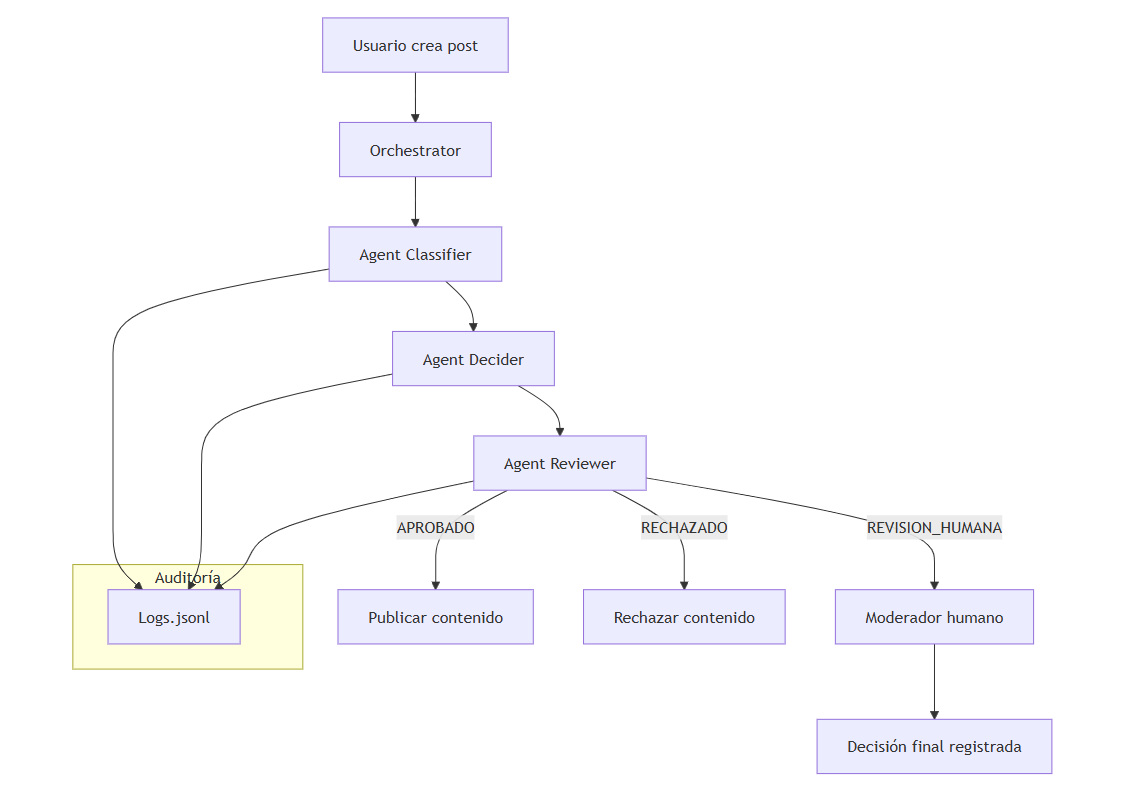 Usuario crea post
Orchestrator
Agent Classifier
Agent Decider
Agent Reviewer
APROBADO
RECHAZADO
REVISION_HUMANA
Auditoría
Logs.jsonl
Publicar contenido
Rechazar contenido
Moderador humano
Decisión final registrada